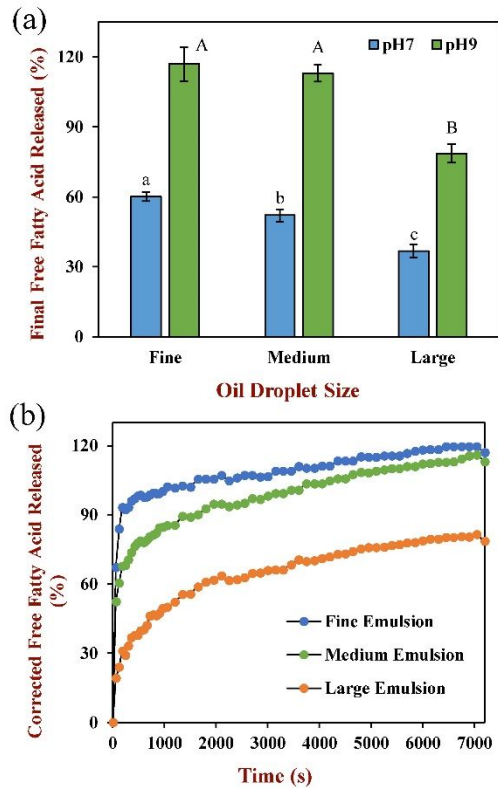 (a)
pH7 pH9
Final Free Fatty Acid Released (%)
120
90
60
30
0
A
A
B
a
b
c
Fine Medium Large
Oil Droplet Size
(b)
Corrected Free Fatty Acid Released
(%)
120
90
60
30
0
Fine Emulsion
Medium Emulsion
Large Emulsion
0 1000 2000 3000 4000 5000 6000 7000
Time (s)